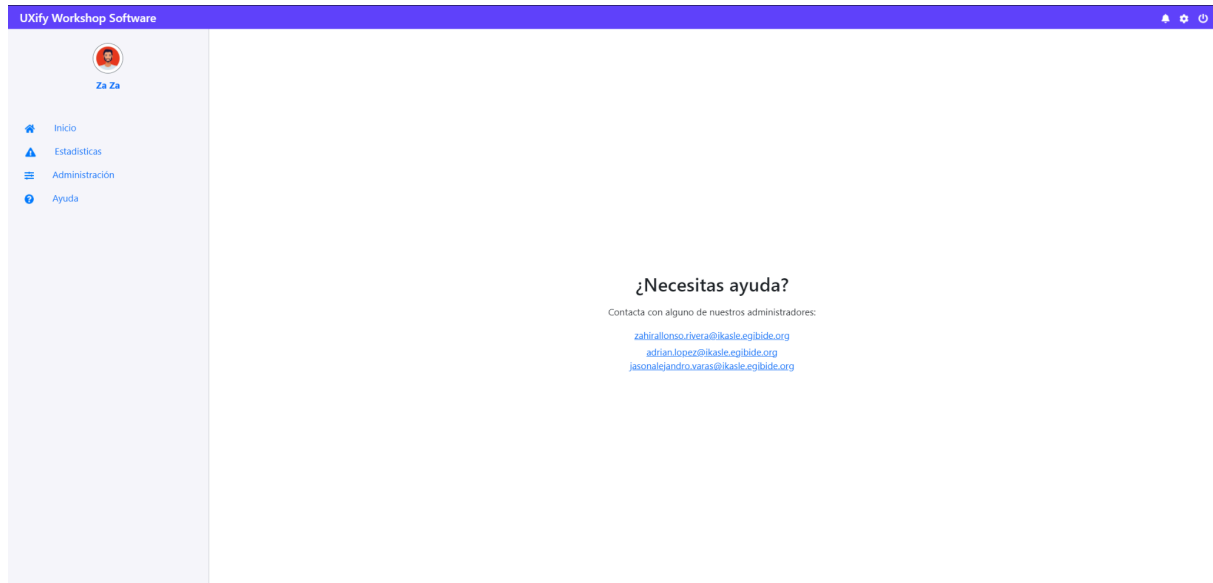 UXify Workshop Software
Za Za
Inicio
Estadisticas
Administración
Ayuda
¿Necesitas ayuda?
Contacta con alguno de nuestros administradores:
zahirallonso.rivera@ikasle.egibide.org
adrian.lopez@ikasle.egibide.org
jasonalejandro.varas@ikasle.egibide.org